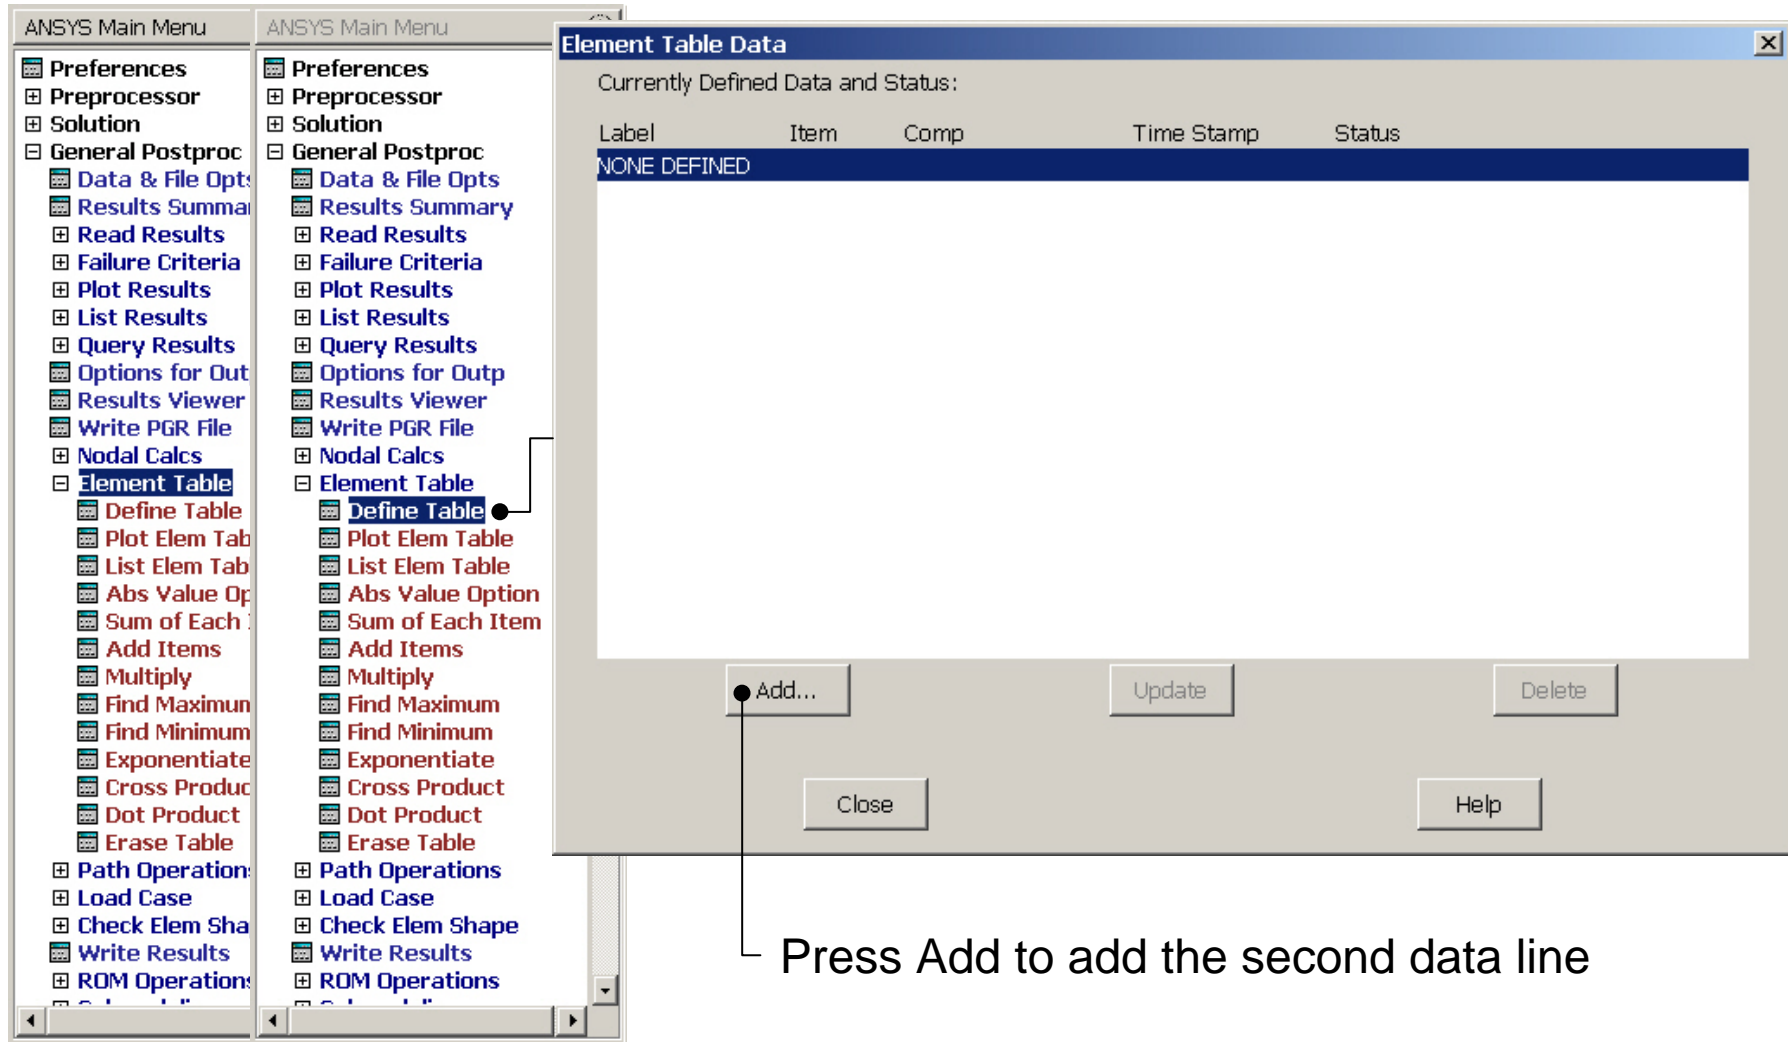 ANSYS Main Menu
Preferences
Preprocessor
Solution
General Postproc
Data & File Opts
Results Summar
Read Results
Failure Criteria
Plot Results
List Results
Query Results
Options for Out
Results Viewer
Write PGR File
Nodal Calcs
Element Table
Define Table
Plot Elem Tab
List Elem Tab
Abs Value Op
Sum of Each
Add Items
Multiply
Find Maximum
Find Minimum
Exponentiate
Cross Produc
Dot Product
Erase Table
Path Operations
Load Case
Check Elem Sha
Write Results
ROM Operations
ANSYS Main Menu
Preferences
Preprocessor
Solution
General Postproc
Data & File Opts
Results Summary
Read Results
Failure Criteria
Plot Results
List Results
Query Results
Options for Outp
Results Viewer
Write PGR File
Nodal Calcs
Element Table
Define Table
Plot Elem Table
List Elem Table
Abs Value Option
Sum of Each Item
Add Items
Multiply
Find Maximum
Find Minimum
Exponentiate
Cross Product
Dot Product
Erase Table
Path Operations
Load Case
Check Elem Shape
Write Results
ROM Operations
Element Table Data
Currently Defined Data and Status:
Label Item Comp Time Stamp Status
NONE DEFINED
Add... Update Delete
Close Help
Press Add to add the second data line